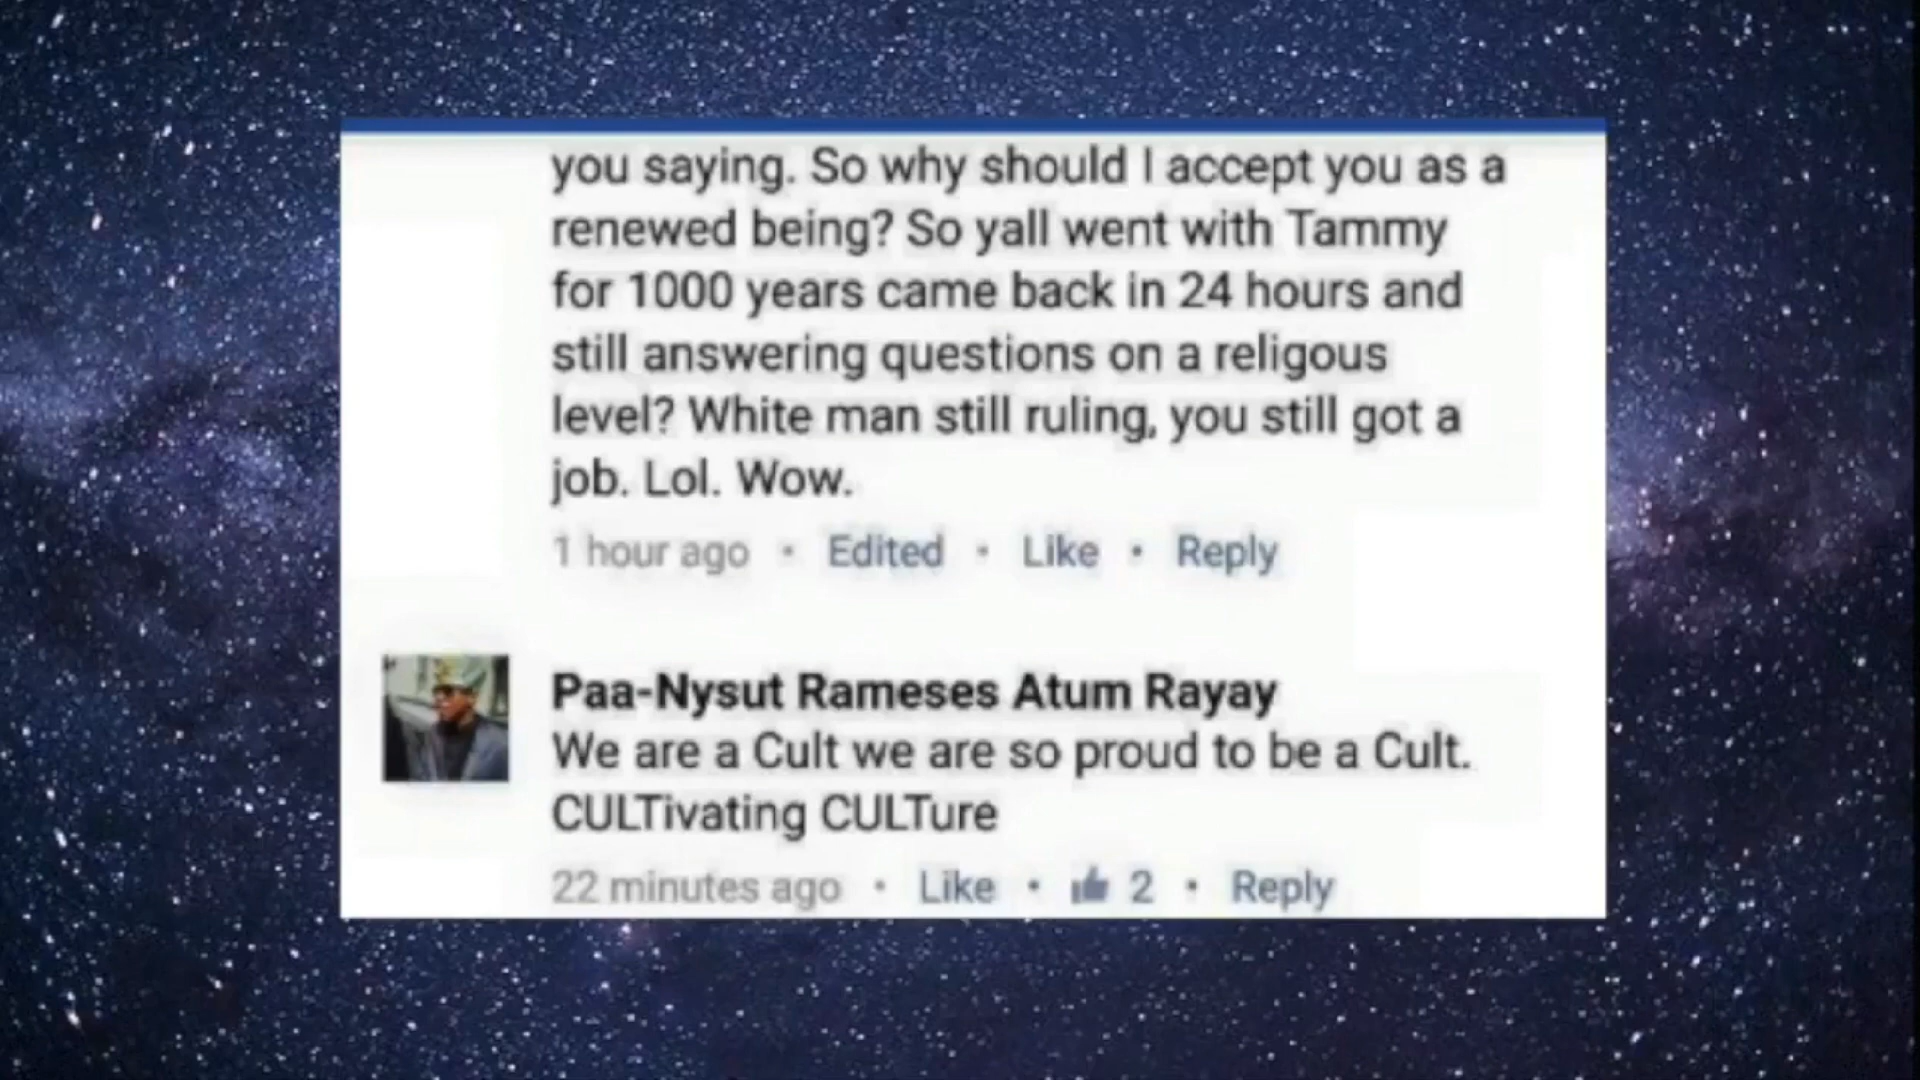 you saying. So why should I accept you as a
renewed being? So yall went with Tammy
for 1000 years came back in 24 hours and
still answering questions on a religous
level? White man still ruling, you still got a
job. Lol. Wow.
1 hour ago · Edited · Like · Reply
Paa-Nysut Rameses Atum Rayay
We are a Cult we are so proud to be a Cult.
CULTivating CULTure
22 minutes ago · Like · 2 · Reply